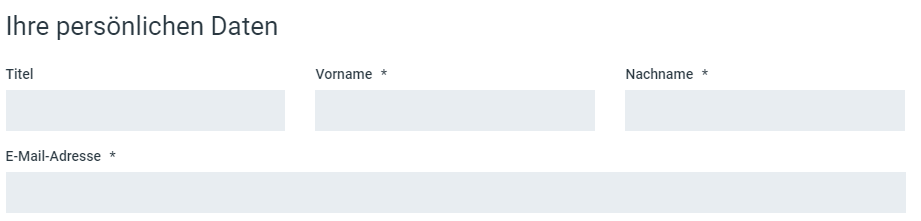 Ihre persönlichen Daten
Titel Vorname * Nachname *
E-Mail-Adresse *